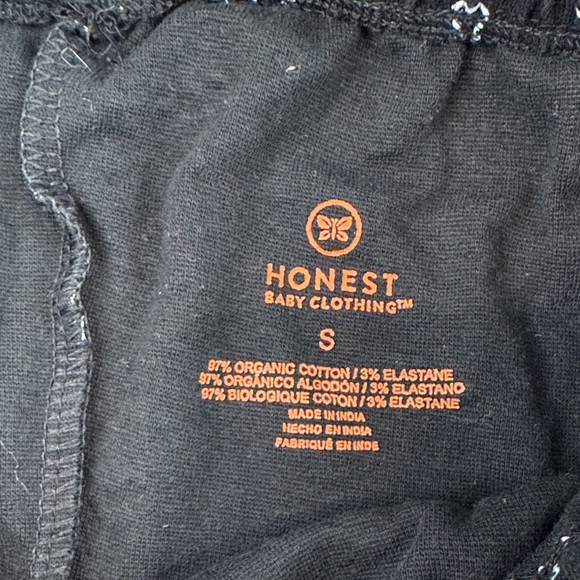 HONEST
BABY CLOTHING™
S
97% ORGANIC COTTON / 3% ELASTANE
97% ORGÁNICO ALGODÓN / 3% ELASTANO
97% BIOLOGIQUE COTON / 3% ELASTANE
MADE IN INDIA
HECHO EN INDIA
FABRIQUÉ EN INDE